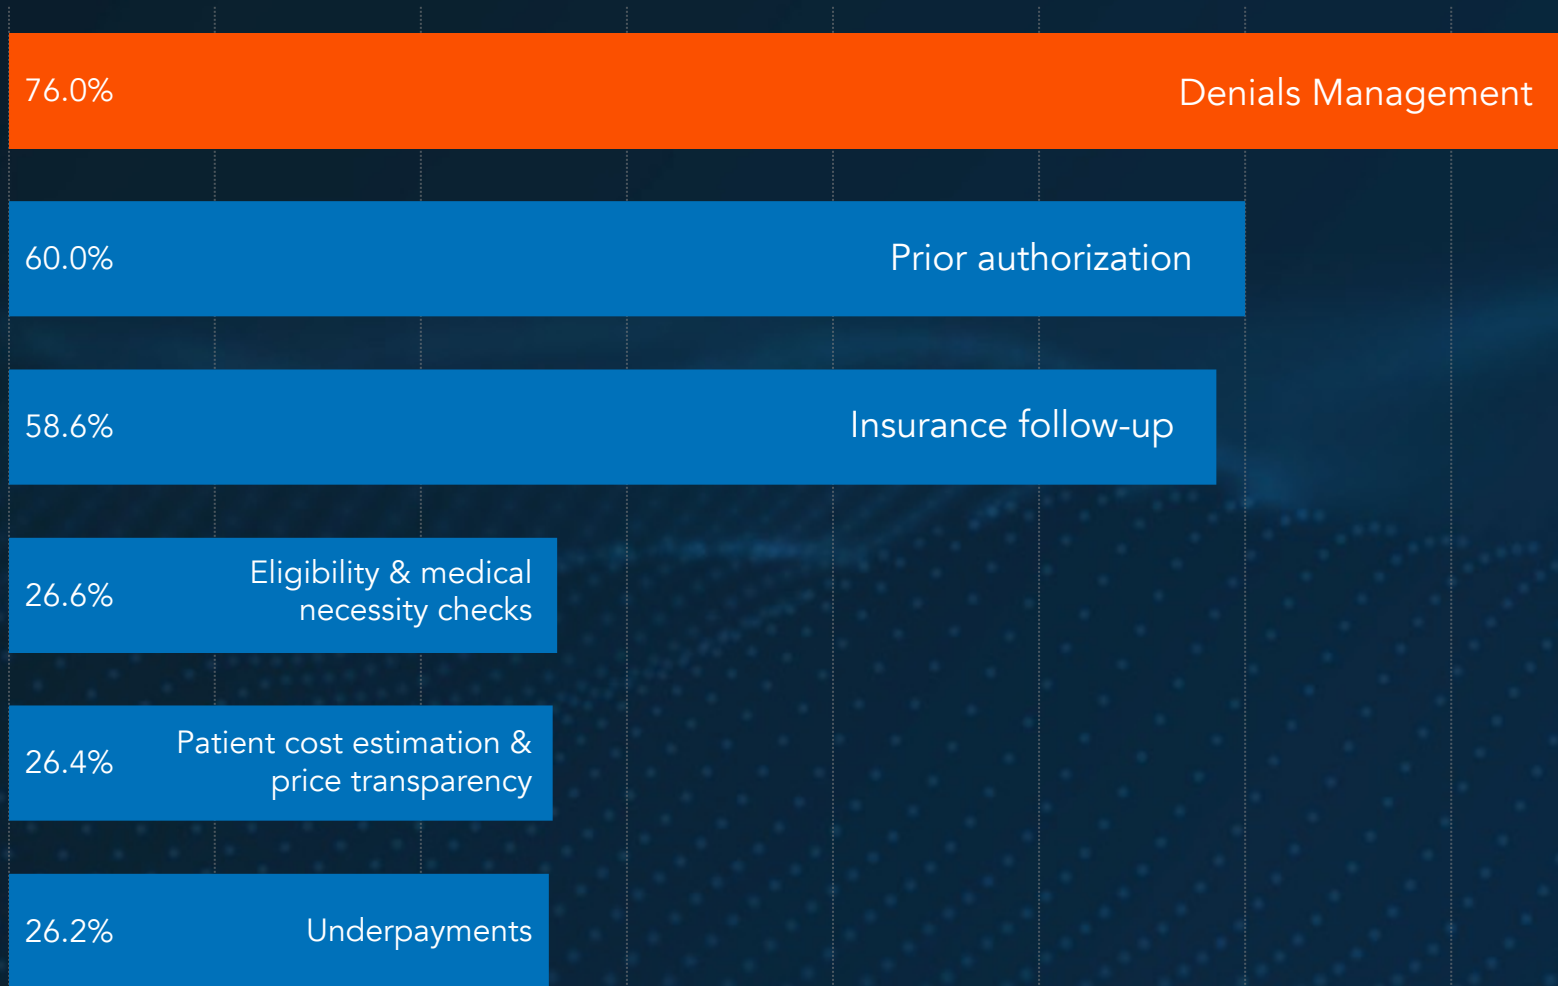 76.0%
Denials Management
60.0%
Prior authorization
58.6%
Insurance follow-up
26.6%
Eligibility & medical
necessity checks
26.4%
Patient cost estimation &
price transparency
26.2%
Underpayments